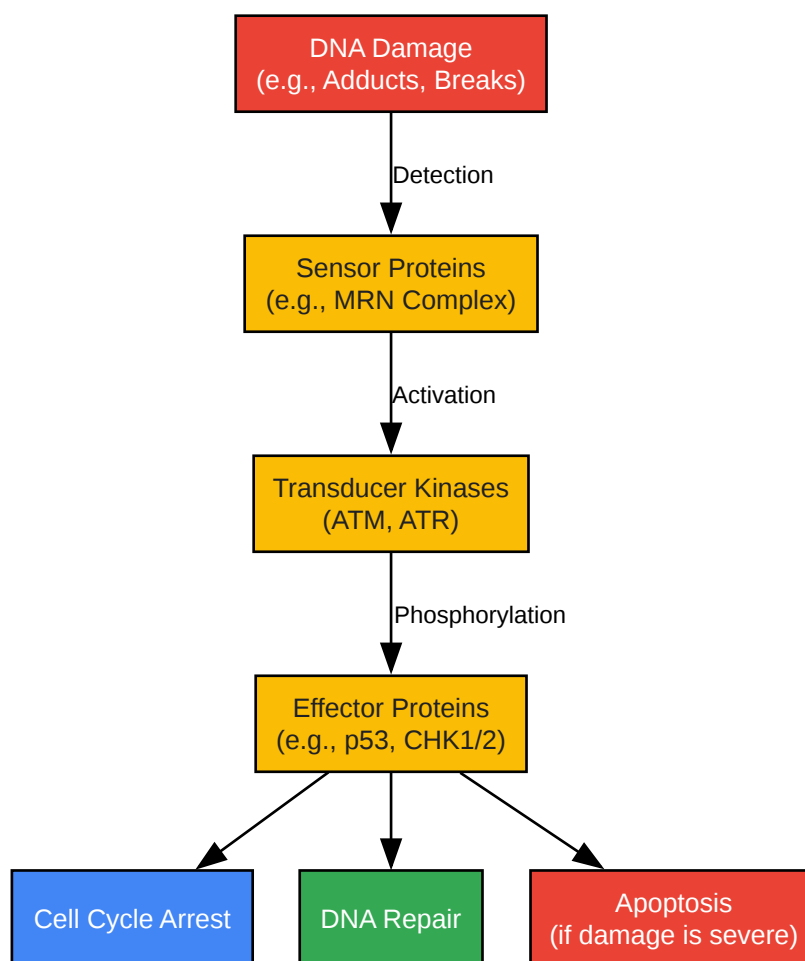 DNA Damage
(e.g., Adducts, Breaks)
Detection
Sensor Proteins
(e.g., MRN Complex)
Activation
Transducer Kinases
(ATM, ATR)
Phosphorylation
Effector Proteins
(e.g., p53, CHK1/2)
Cell Cycle Arrest
DNA Repair
Apoptosis
(if damage is severe)